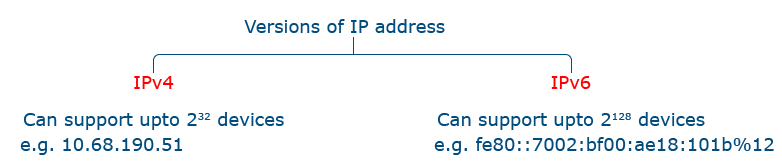 Versions of IP address
IPv4
IPv6
Can support upto 2³² devices
e.g. 10.68.190.51
Can support upto 2¹²⁸ devices
e.g. fe80::7002:bf00:ae18:101b%12